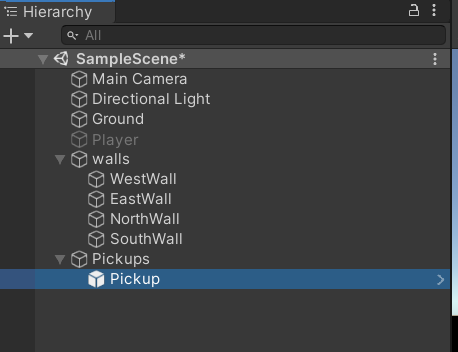 Hierarchy
All
SampleScene*
Main Camera
Directional Light
Ground
Player
walls
WestWall
EastWall
NorthWall
SouthWall
Pickups
Pickup